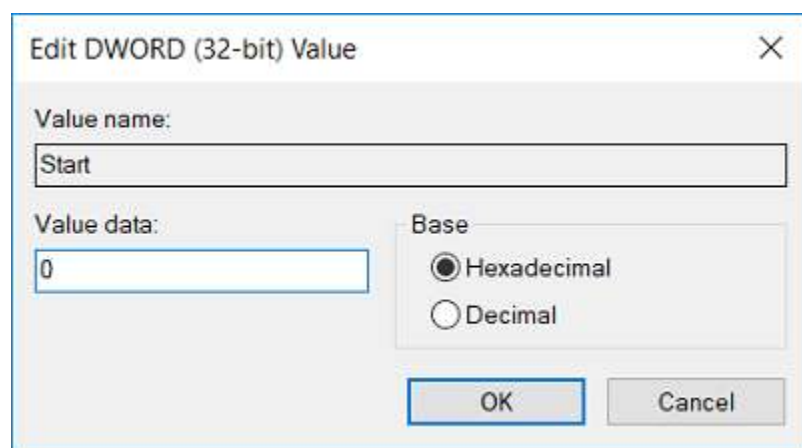 Edit DWORD (32-bit) Value
Value name:
Start
Value data:
0
Base
Hexadecimal
Decimal
OK
Cancel